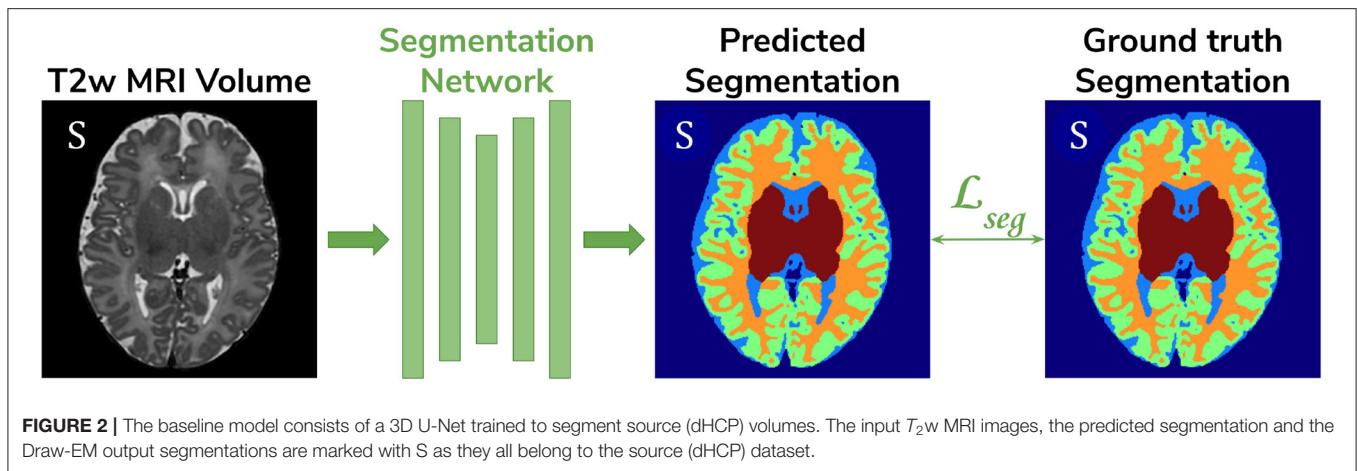 T2w MRI Volume
Segmentation
Network
Predicted
Segmentation
Ground truth
Segmentation
S
S
S
ℒseg
FIGURE 2 | The baseline model consists of a 3D U-Net trained to segment source (dHCP) volumes. The input T₂w MRI images, the predicted segmentation and the
Draw-EM output segmentations are marked with S as they all belong to the source (dHCP) dataset.